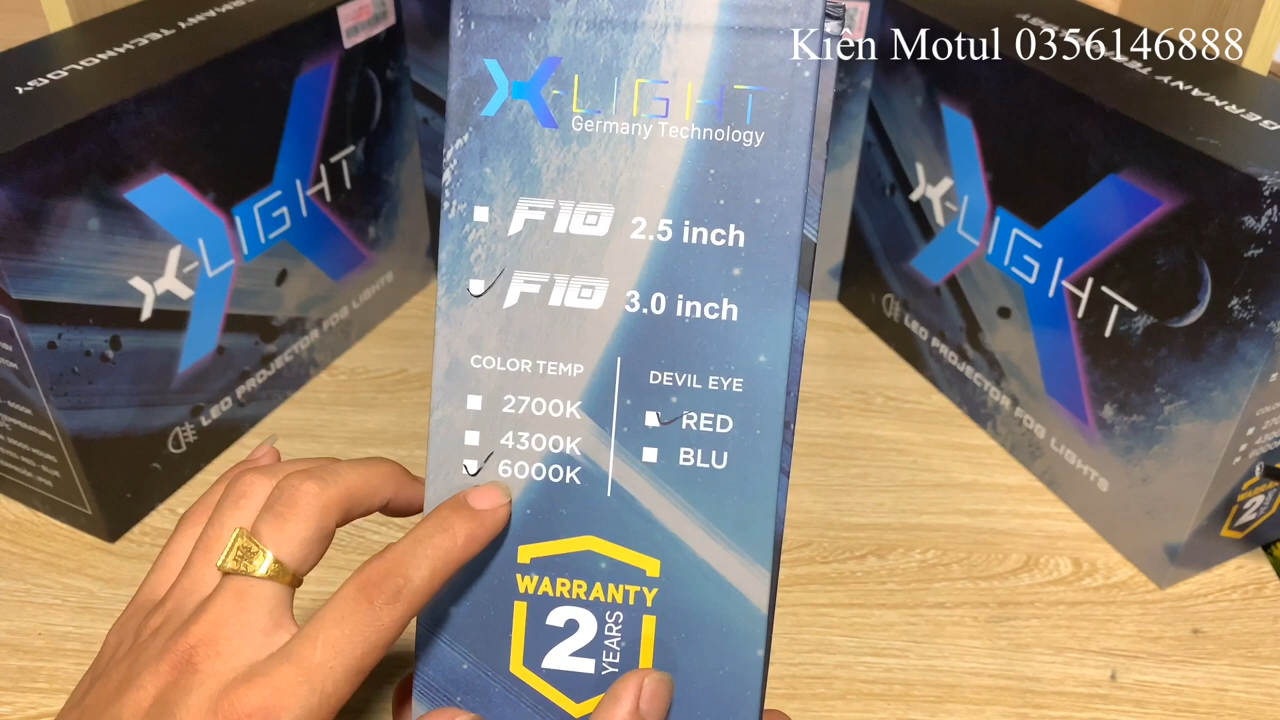 Kiên Motul 0356146888
GERMANY TECHNOLOGY
X-LIGHT
LED PROJECTOR FOG LIGHTS
X-LIGHT
Germany Technology
F10 2.5 inch
F10 3.0 inch
COLOR TEMP
2700K
4300K
6000K
DEVIL EYE
RED
BLU
WARRANTY
2
YEARS
X-LIGHT
LED PROJECTOR FOG LIGHTS